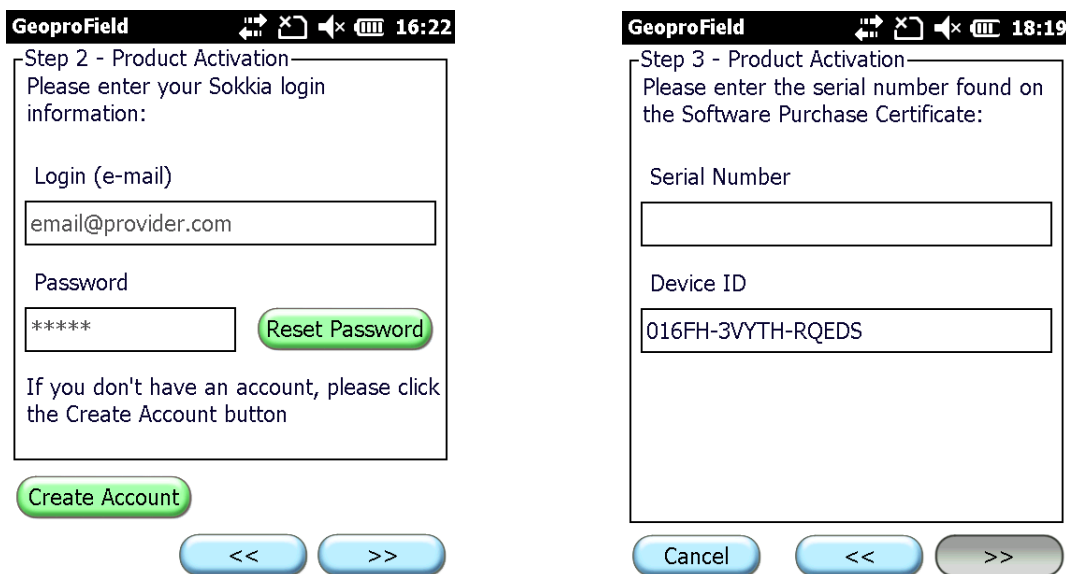 GeoproField 16:22
Step 2 - Product Activation
Please enter your Sokkia login
information:
Login (e-mail)
email@provider.com
Password
*****
Reset Password
If you don't have an account, please click
the Create Account button
Create Account
<< >>
GeoproField 18:19
Step 3 - Product Activation
Please enter the serial number found on
the Software Purchase Certificate:
Serial Number
Device ID
016FH-3VYTH-RQEDS
Cancel << >>